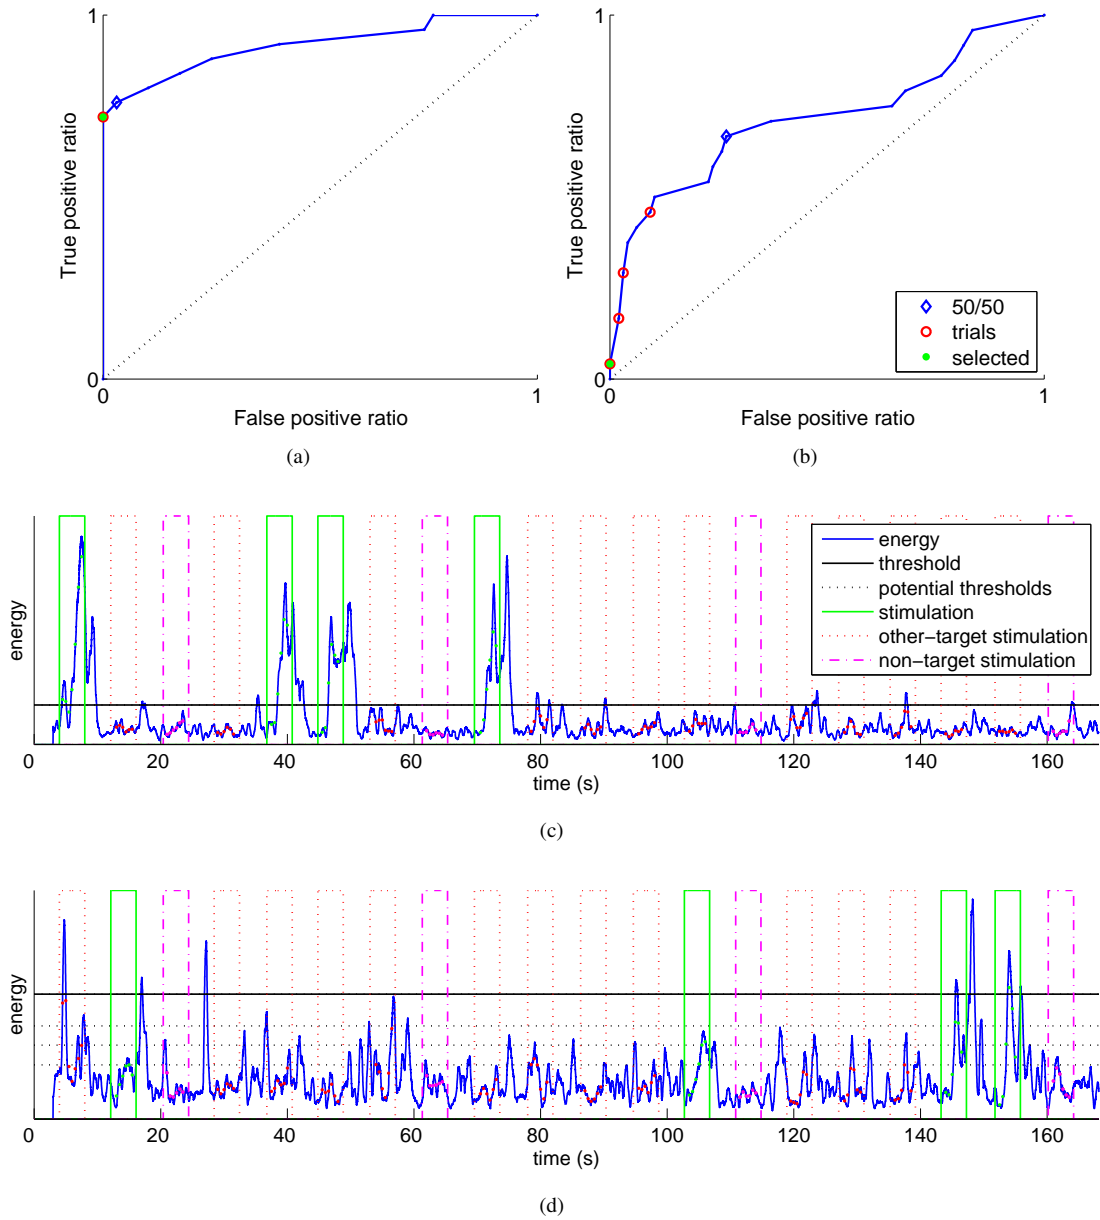 1
True positive ratio
0
0
1
False positive ratio
(a)
1
True positive ratio
0
0
1
False positive ratio
50/50
trials
selected
(b)
energy
energy
threshold
potential thresholds
stimulation
other-target stimulation
non-target stimulation
0 20 40 60 80 100 120 140 160
time (s)
(c)
energy
0 20 40 60 80 100 120 140 160
time (s)
(d)